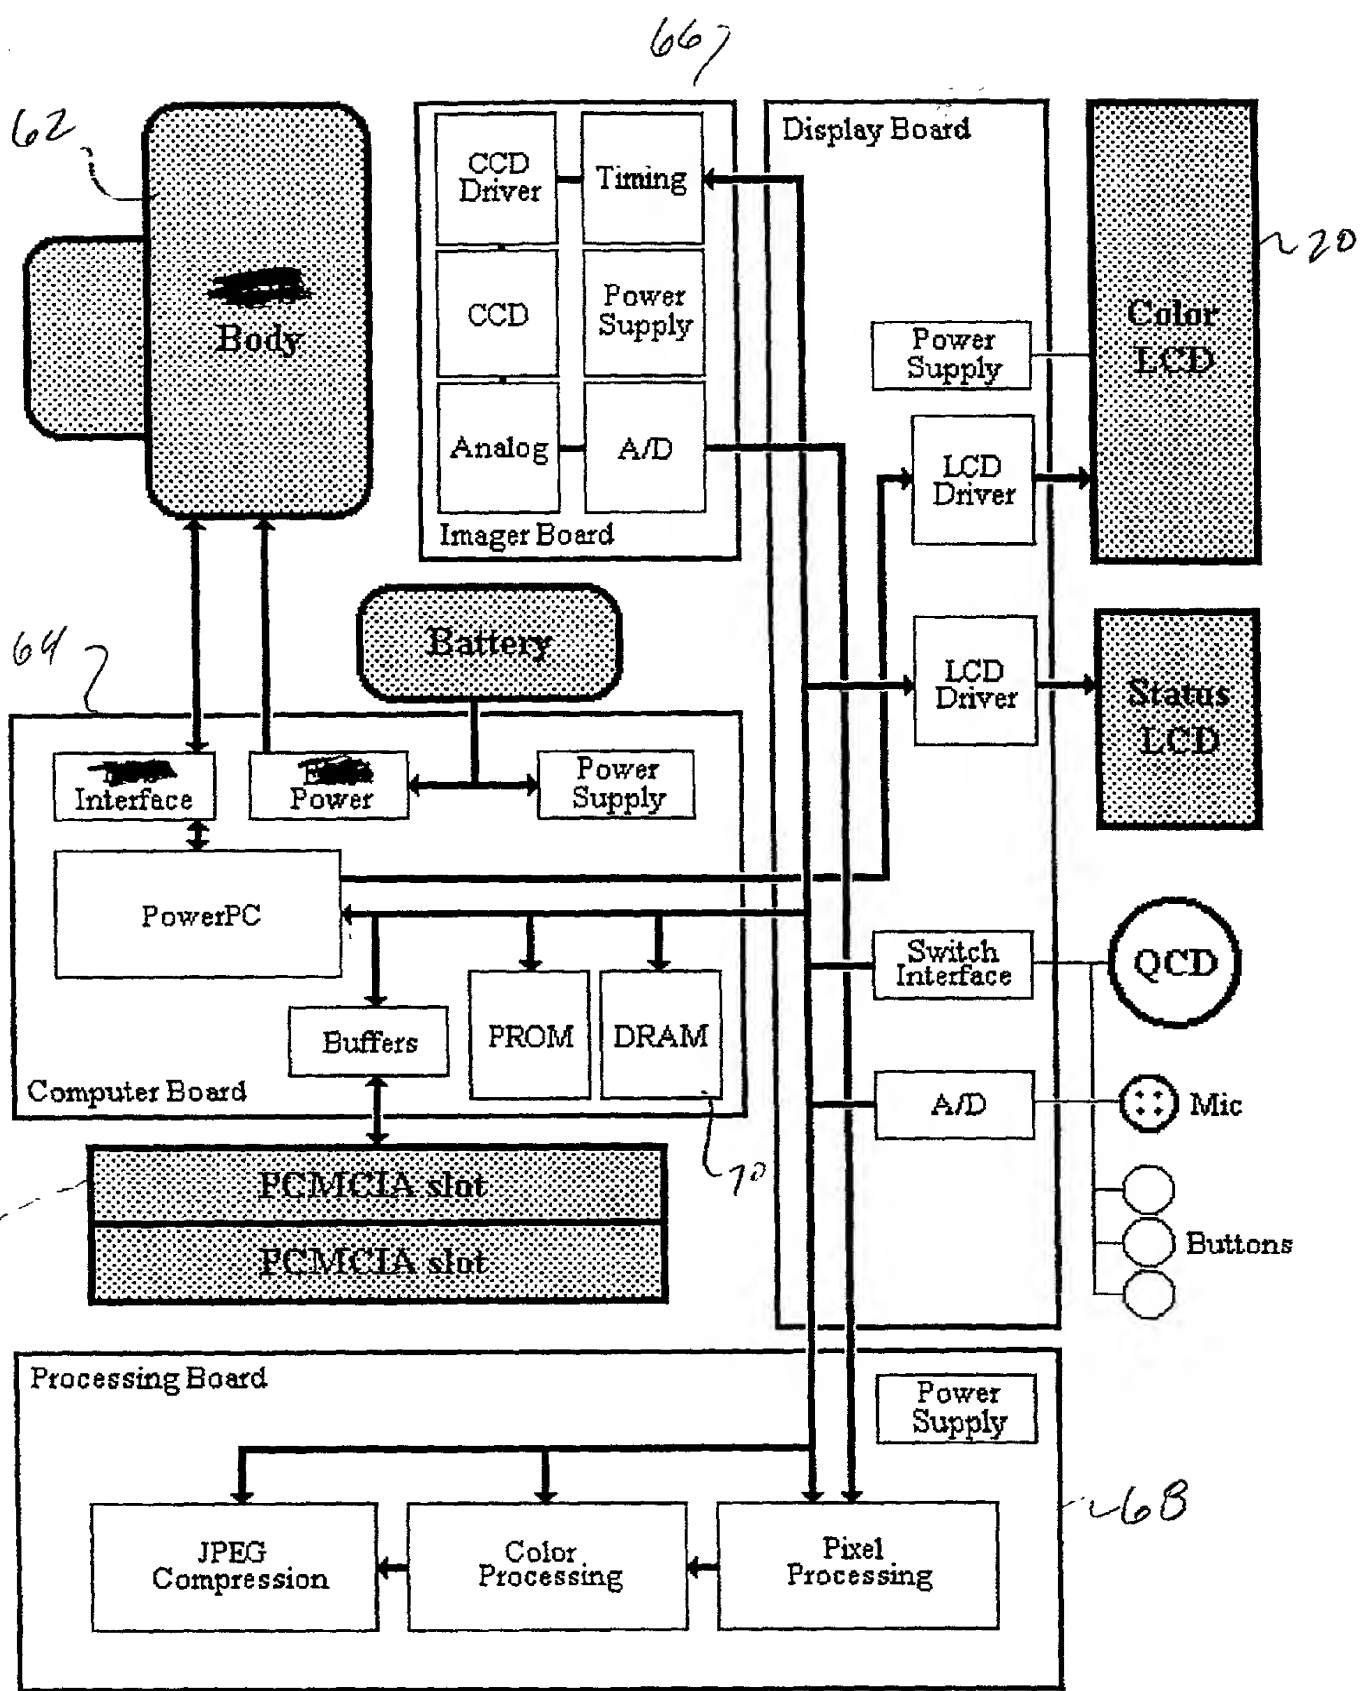 66
62
Body
CCD
Driver
Timing
CCD
Power
Supply
Analog
A/D
Imager Board
Display Board
Power
Supply
LCD
Driver
LCD
Driver
Color
LCD
20
Status
LCD
Battery
64
Interface
Power
Power
Supply
PowerPC
Buffers
PROM
DRAM
Computer Board
70
Switch
Interface
A/D
QCD
Mic
Buttons
PCMCIA slot
PCMCIA slot
Processing Board
Power
Supply
68
JPEG
Compression
Color
Processing
Pixel
Processing